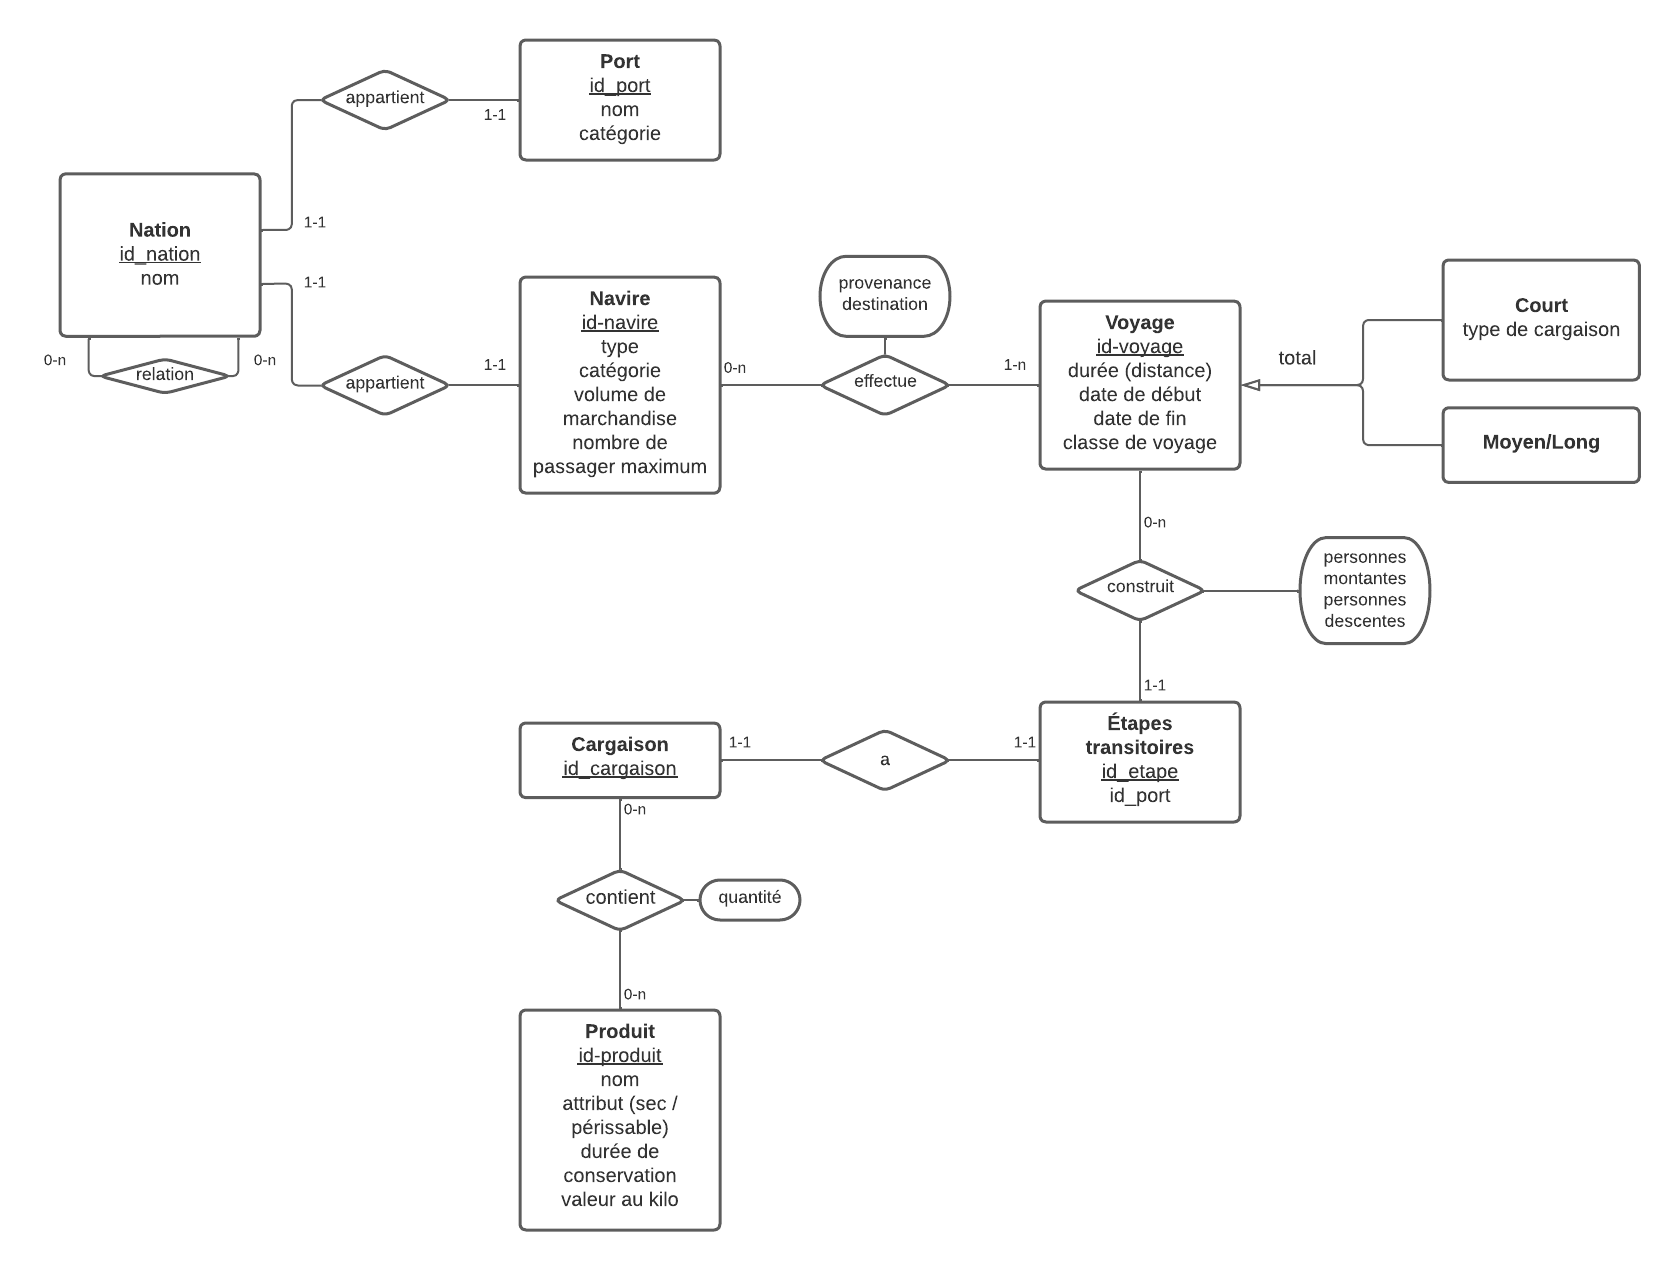 Port
id_port
nom
catégorie
appartient
1-1
Nation
id_nation
nom
1-1
1-1
0-n
0-n
relation
appartient
1-1
Navire
id-navire
type
catégorie
volume de
marchandise
nombre de
passager maximum
0-n
provenance
destination
effectue
1-n
Voyage
id-voyage
durée (distance)
date de début
date de fin
classe de voyage
total
Court
type de cargaison
Moyen/Long
0-n
construit
personnes
montantes
personnes
descentes
1-1
Étapes
transitoires
id_etape
id_port
1-1
a
1-1
Cargaison
id_cargaison
0-n
contient
quantité
0-n
Produit
id-produit
nom
attribut (sec /
périssable)
durée de
conservation
valeur au kilo